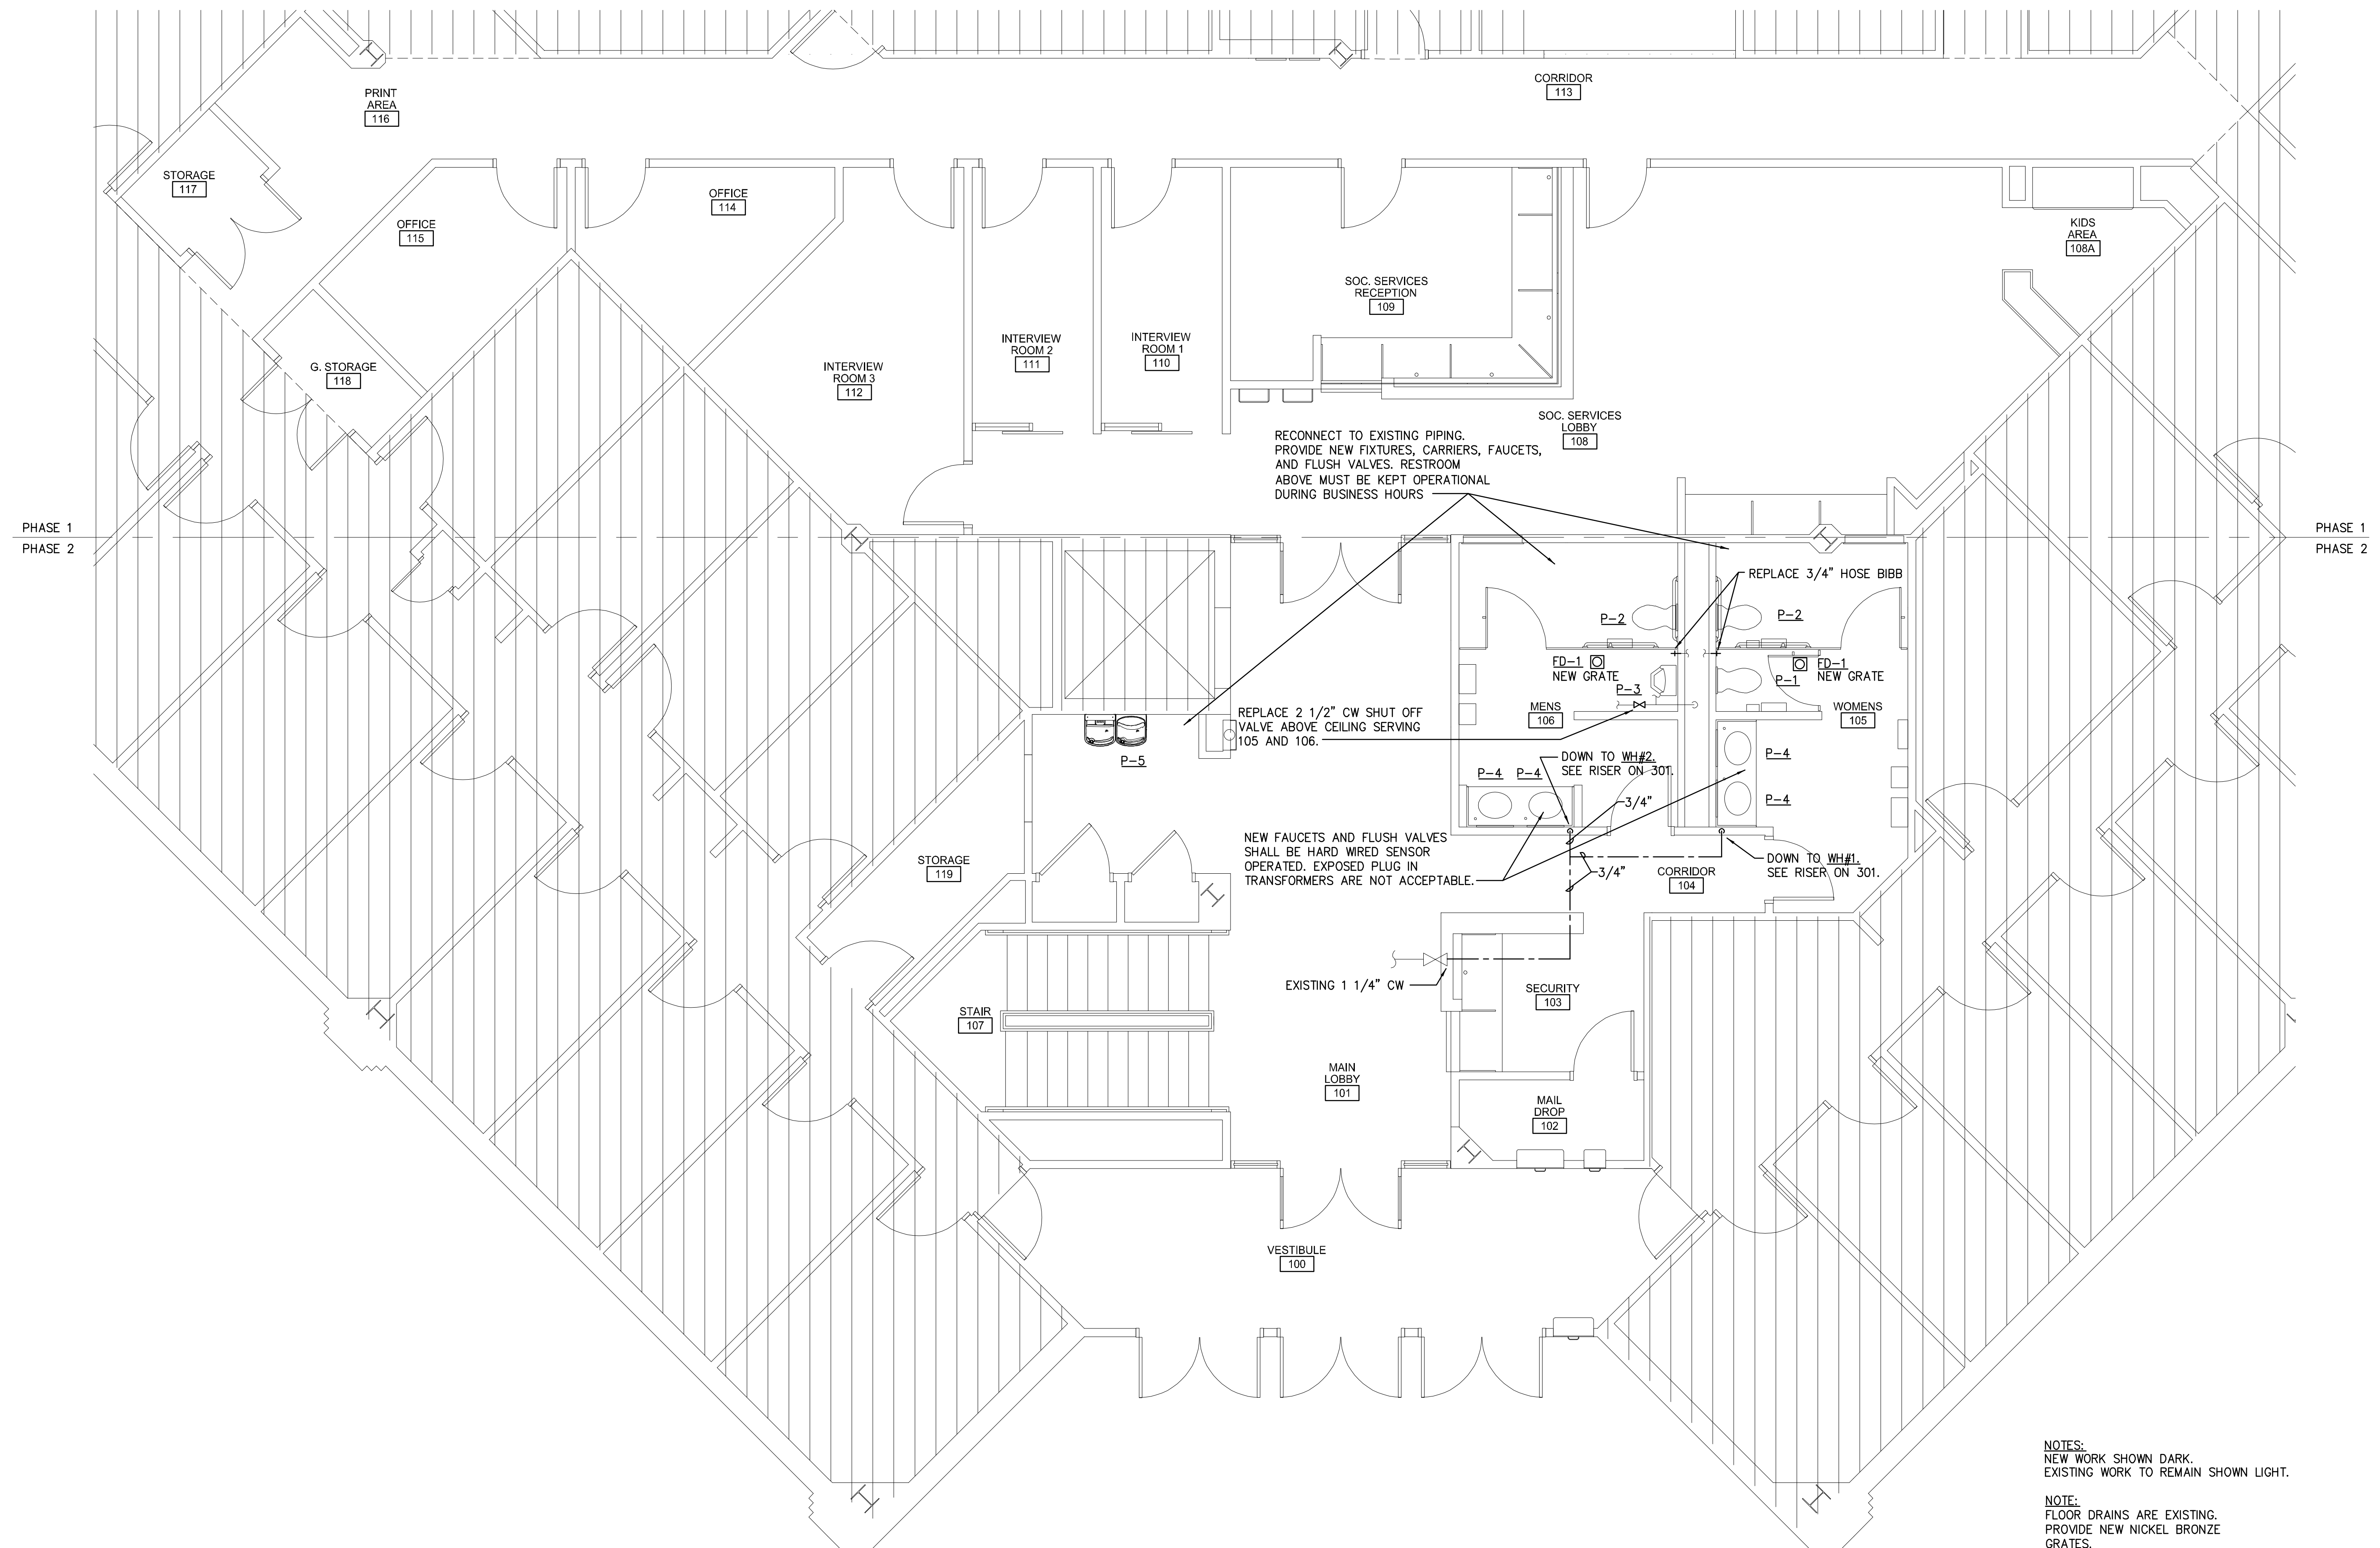 CORRIDOR
113
PRINT
AREA
116
STORAGE
117
OFFICE
114
OFFICE
115
KIDS
AREA
108A
SOC. SERVICES
RECEPTION
109
INTERVIEW
ROOM 2
111
INTERVIEW
ROOM 1
110
G. STORAGE
118
INTERVIEW
ROOM 3
112
SOC. SERVICES
LOBBY
108
RECONNECT TO EXISTING PIPING.
PROVIDE NEW FIXTURES, CARRIERS, FAUCETS,
AND FLUSH VALVES. RESTROOM
ABOVE MUST BE KEPT OPERATIONAL
DURING BUSINESS HOURS
PHASE 1
PHASE 2
PHASE 1
PHASE 2
REPLACE 3/4" HOSE BIBB
P-2
P-2
FD-1
NEW GRATE
FD-1
NEW GRATE
P-3
P-1
MENS
106
WOMENS
105
REPLACE 2 1/2" CW SHUT OFF
VALVE ABOVE CEILING SERVING
105 AND 106.
P-5
DOWN TO WH#2.
SEE RISER ON 301.
P-4
P-4 P-4
P-4
3/4"
NEW FAUCETS AND FLUSH VALVES
SHALL BE HARD WIRED SENSOR
OPERATED. EXPOSED PLUG IN
TRANSFORMERS ARE NOT ACCEPTABLE.
STORAGE
119
3/4"
DOWN TO WH#1.
SEE RISER ON 301.
CORRIDOR
104
EXISTING 1 1/4" CW
SECURITY
103
STAIR
107
MAIN
LOBBY
101
MAIL
DROP
102
VESTIBULE
100
NOTES:
NEW WORK SHOWN DARK.
EXISTING WORK TO REMAIN SHOWN LIGHT.
NOTE:
FLOOR DRAINS ARE EXISTING.
PROVIDE NEW NICKEL BRONZE
GRATES.